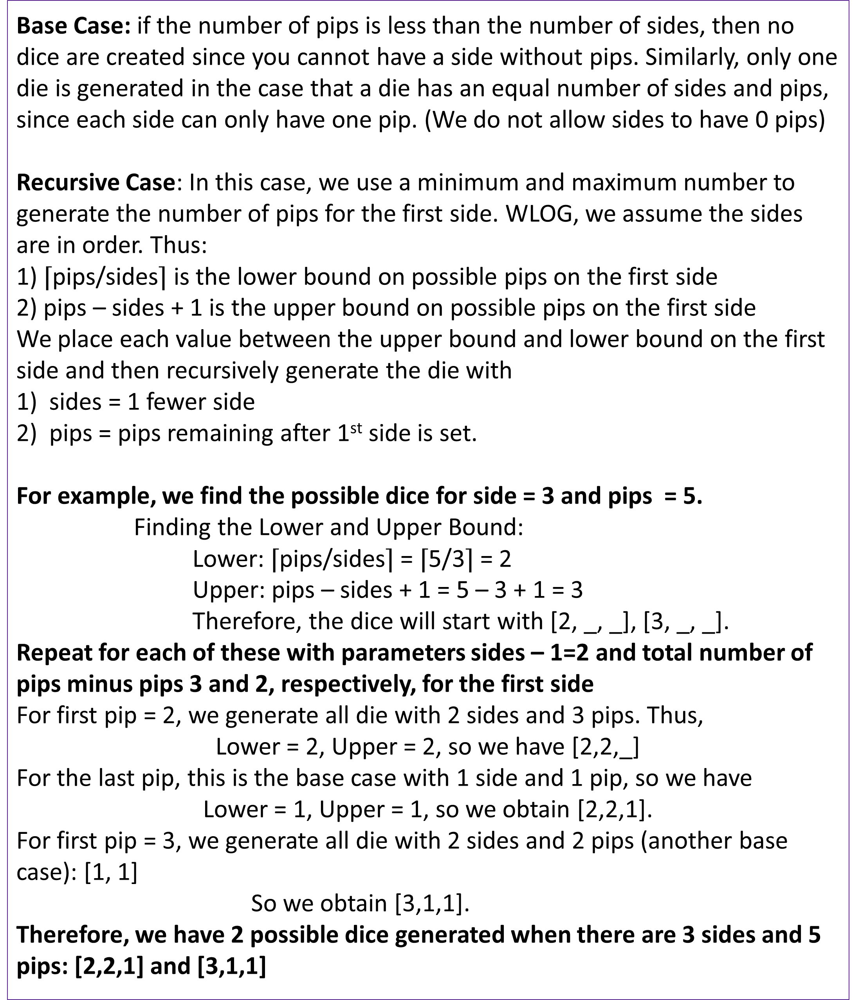 Base Case: if the number of pips is less than the number of sides, then no
dice are created since you cannot have a side without pips. Similarly, only one
die is generated in the case that a die has an equal number of sides and pips,
since each side can only have one pip. (We do not allow sides to have 0 pips)
Recursive Case: In this case, we use a minimum and maximum number to
generate the number of pips for the first side. WLOG, we assume the sides
are in order. Thus:
1) ⌈pips/sides⌉ is the lower bound on possible pips on the first side
2) pips – sides + 1 is the upper bound on possible pips on the first side
We place each value between the upper bound and lower bound on the first
side and then recursively generate the die with
1) sides = 1 fewer side
2) pips = pips remaining after 1st side is set.
For example, we find the possible dice for side = 3 and pips = 5.
Finding the Lower and Upper Bound:
Lower: ⌈pips/sides⌉ = ⌈5/3⌉ = 2
Upper: pips – sides + 1 = 5 – 3 + 1 = 3
Therefore, the dice will start with [2, _, _], [3, _, _].
Repeat for each of these with parameters sides – 1=2 and total number of
pips minus pips 3 and 2, respectively, for the first side
For first pip = 2, we generate all die with 2 sides and 3 pips. Thus,
Lower = 2, Upper = 2, so we have [2,2,_]
For the last pip, this is the base case with 1 side and 1 pip, so we have
Lower = 1, Upper = 1, so we obtain [2,2,1].
For first pip = 3, we generate all die with 2 sides and 2 pips (another base
case): [1, 1]
So we obtain [3,1,1].
Therefore, we have 2 possible dice generated when there are 3 sides and 5
pips: [2,2,1] and [3,1,1]